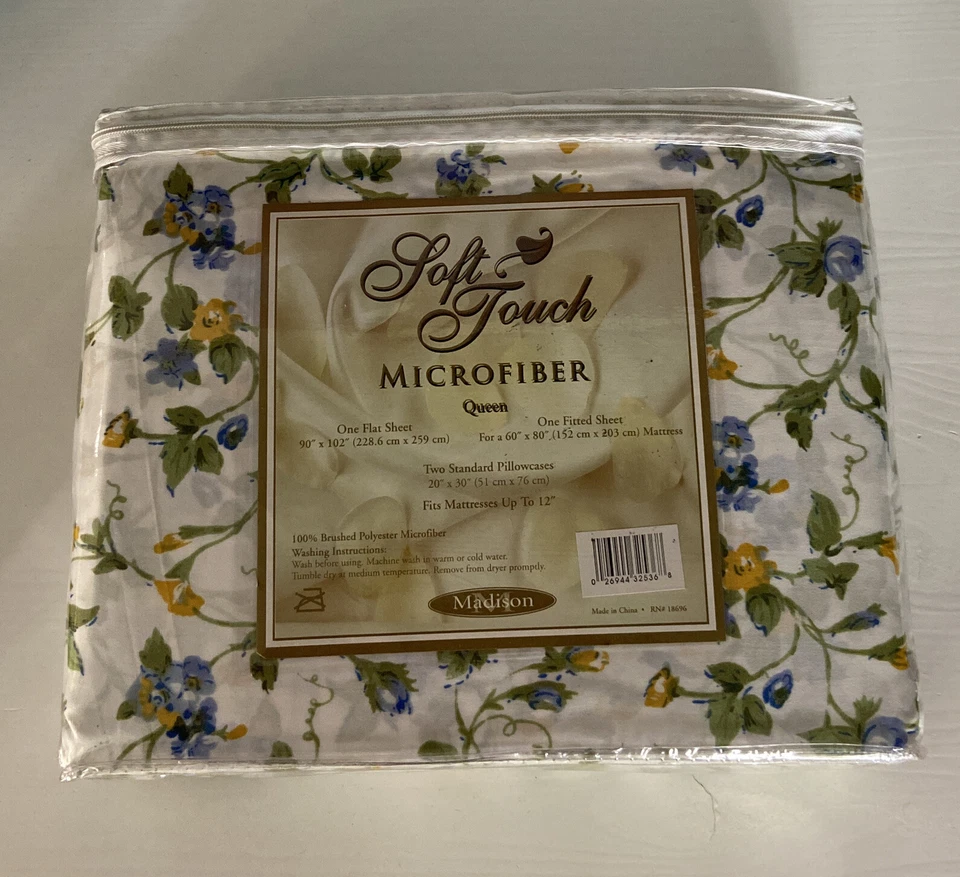 Soft
Touch
MICROFIBER
Queen
One Flat Sheet
90" x 102" (228.6 cm x 259 cm)
One Fitted Sheet
For a 60" x 80" (152 cm x 203 cm) Mattress
Two Standard Pillowcases
20" x 30" (51 cm x 76 cm)
Fits Mattresses Up To 12"
100% Brushed Polyester Microfiber
Washing Instructions:
Wash before using. Machine wash in warm or cold water.
Tumble dry at medium temperature. Remove from dryer promptly.
0 26944 32536 8
Madison
Made in China • RN# 18696